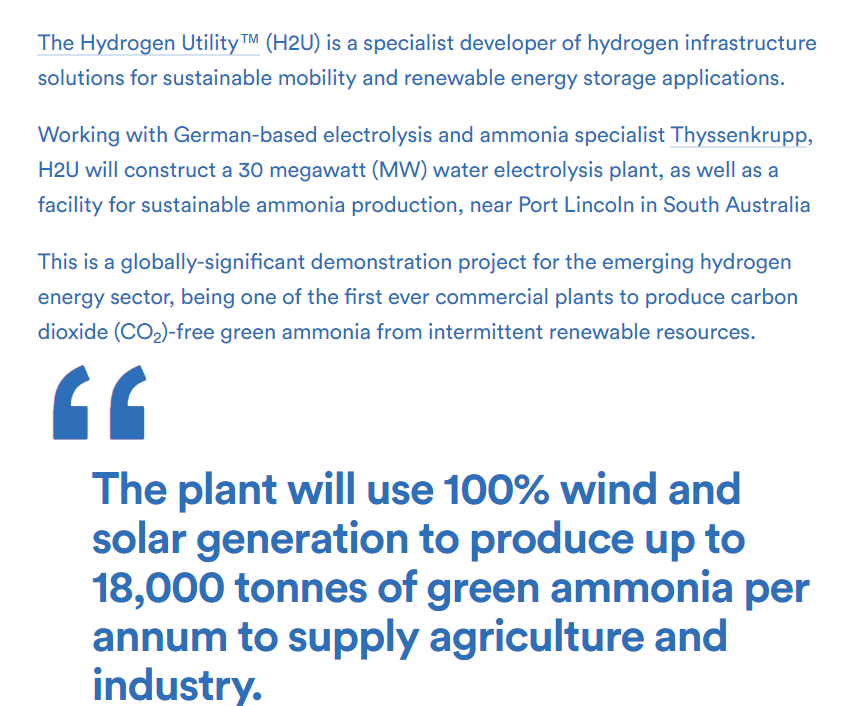 The Hydrogen Utility™ (H2U) is a specialist developer of hydrogen infrastructure
solutions for sustainable mobility and renewable energy storage applications.
Working with German-based electrolysis and ammonia specialist Thyssenkrupp,
H2U will construct a 30 megawatt (MW) water electrolysis plant, as well as a
facility for sustainable ammonia production, near Port Lincoln in South Australia
This is a globally-significant demonstration project for the emerging hydrogen
energy sector, being one of the first ever commercial plants to produce carbon
dioxide (CO₂)-free green ammonia from intermittent renewable resources.
“
The plant will use 100% wind and
solar generation to produce up to
18,000 tonnes of green ammonia per
annum to supply agriculture and
industry.